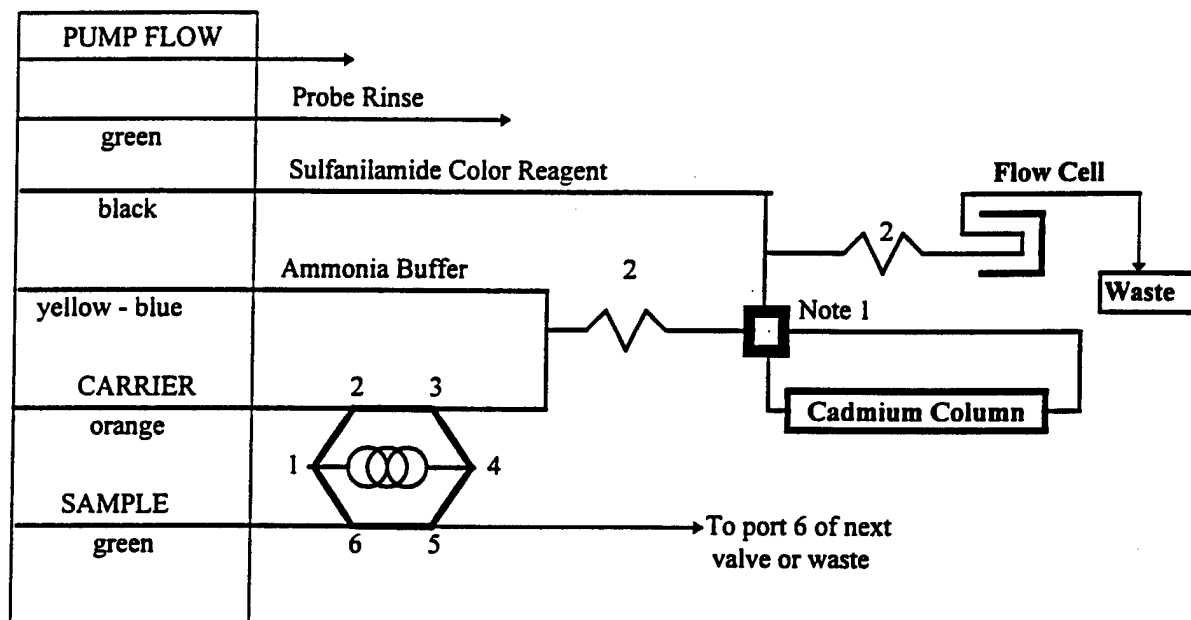 PUMP FLOW
Probe Rinse
green
Sulfanilamide Color Reagent
black
Flow Cell
2
Ammonia Buffer
2
yellow - blue
Waste
Note 1
CARRIER
2
3
orange
Cadmium Column
1
4
SAMPLE
green
6
5
To port 6 of next
valve or waste